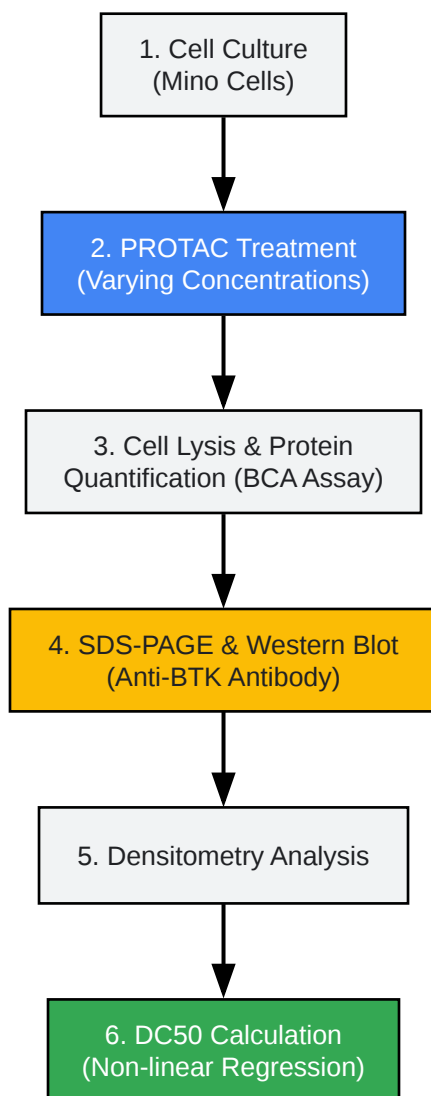 1. Cell Culture
(Mino Cells)
2. PROTAC Treatment
(Varying Concentrations)
3. Cell Lysis & Protein
Quantification (BCA Assay)
4. SDS-PAGE & Western Blot
(Anti-BTK Antibody)
5. Densitometry Analysis
6. DC50 Calculation
(Non-linear Regression)